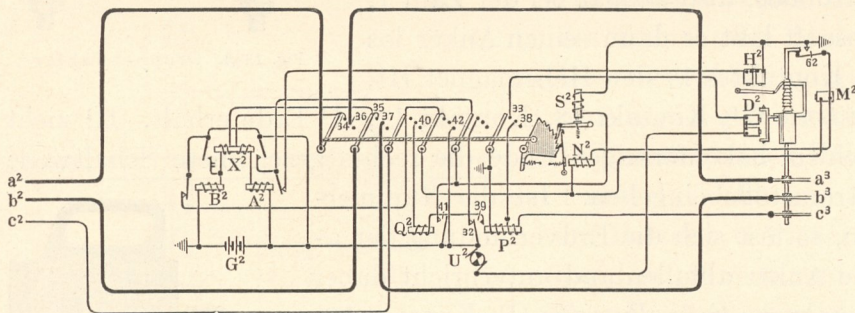 H² 62
M²
S² D²
35 33
34 36 37 40 42 38
X² N²
a² a³
B² A² b³
b² 41 39 c³
c² Q² 32 P²
G² U²